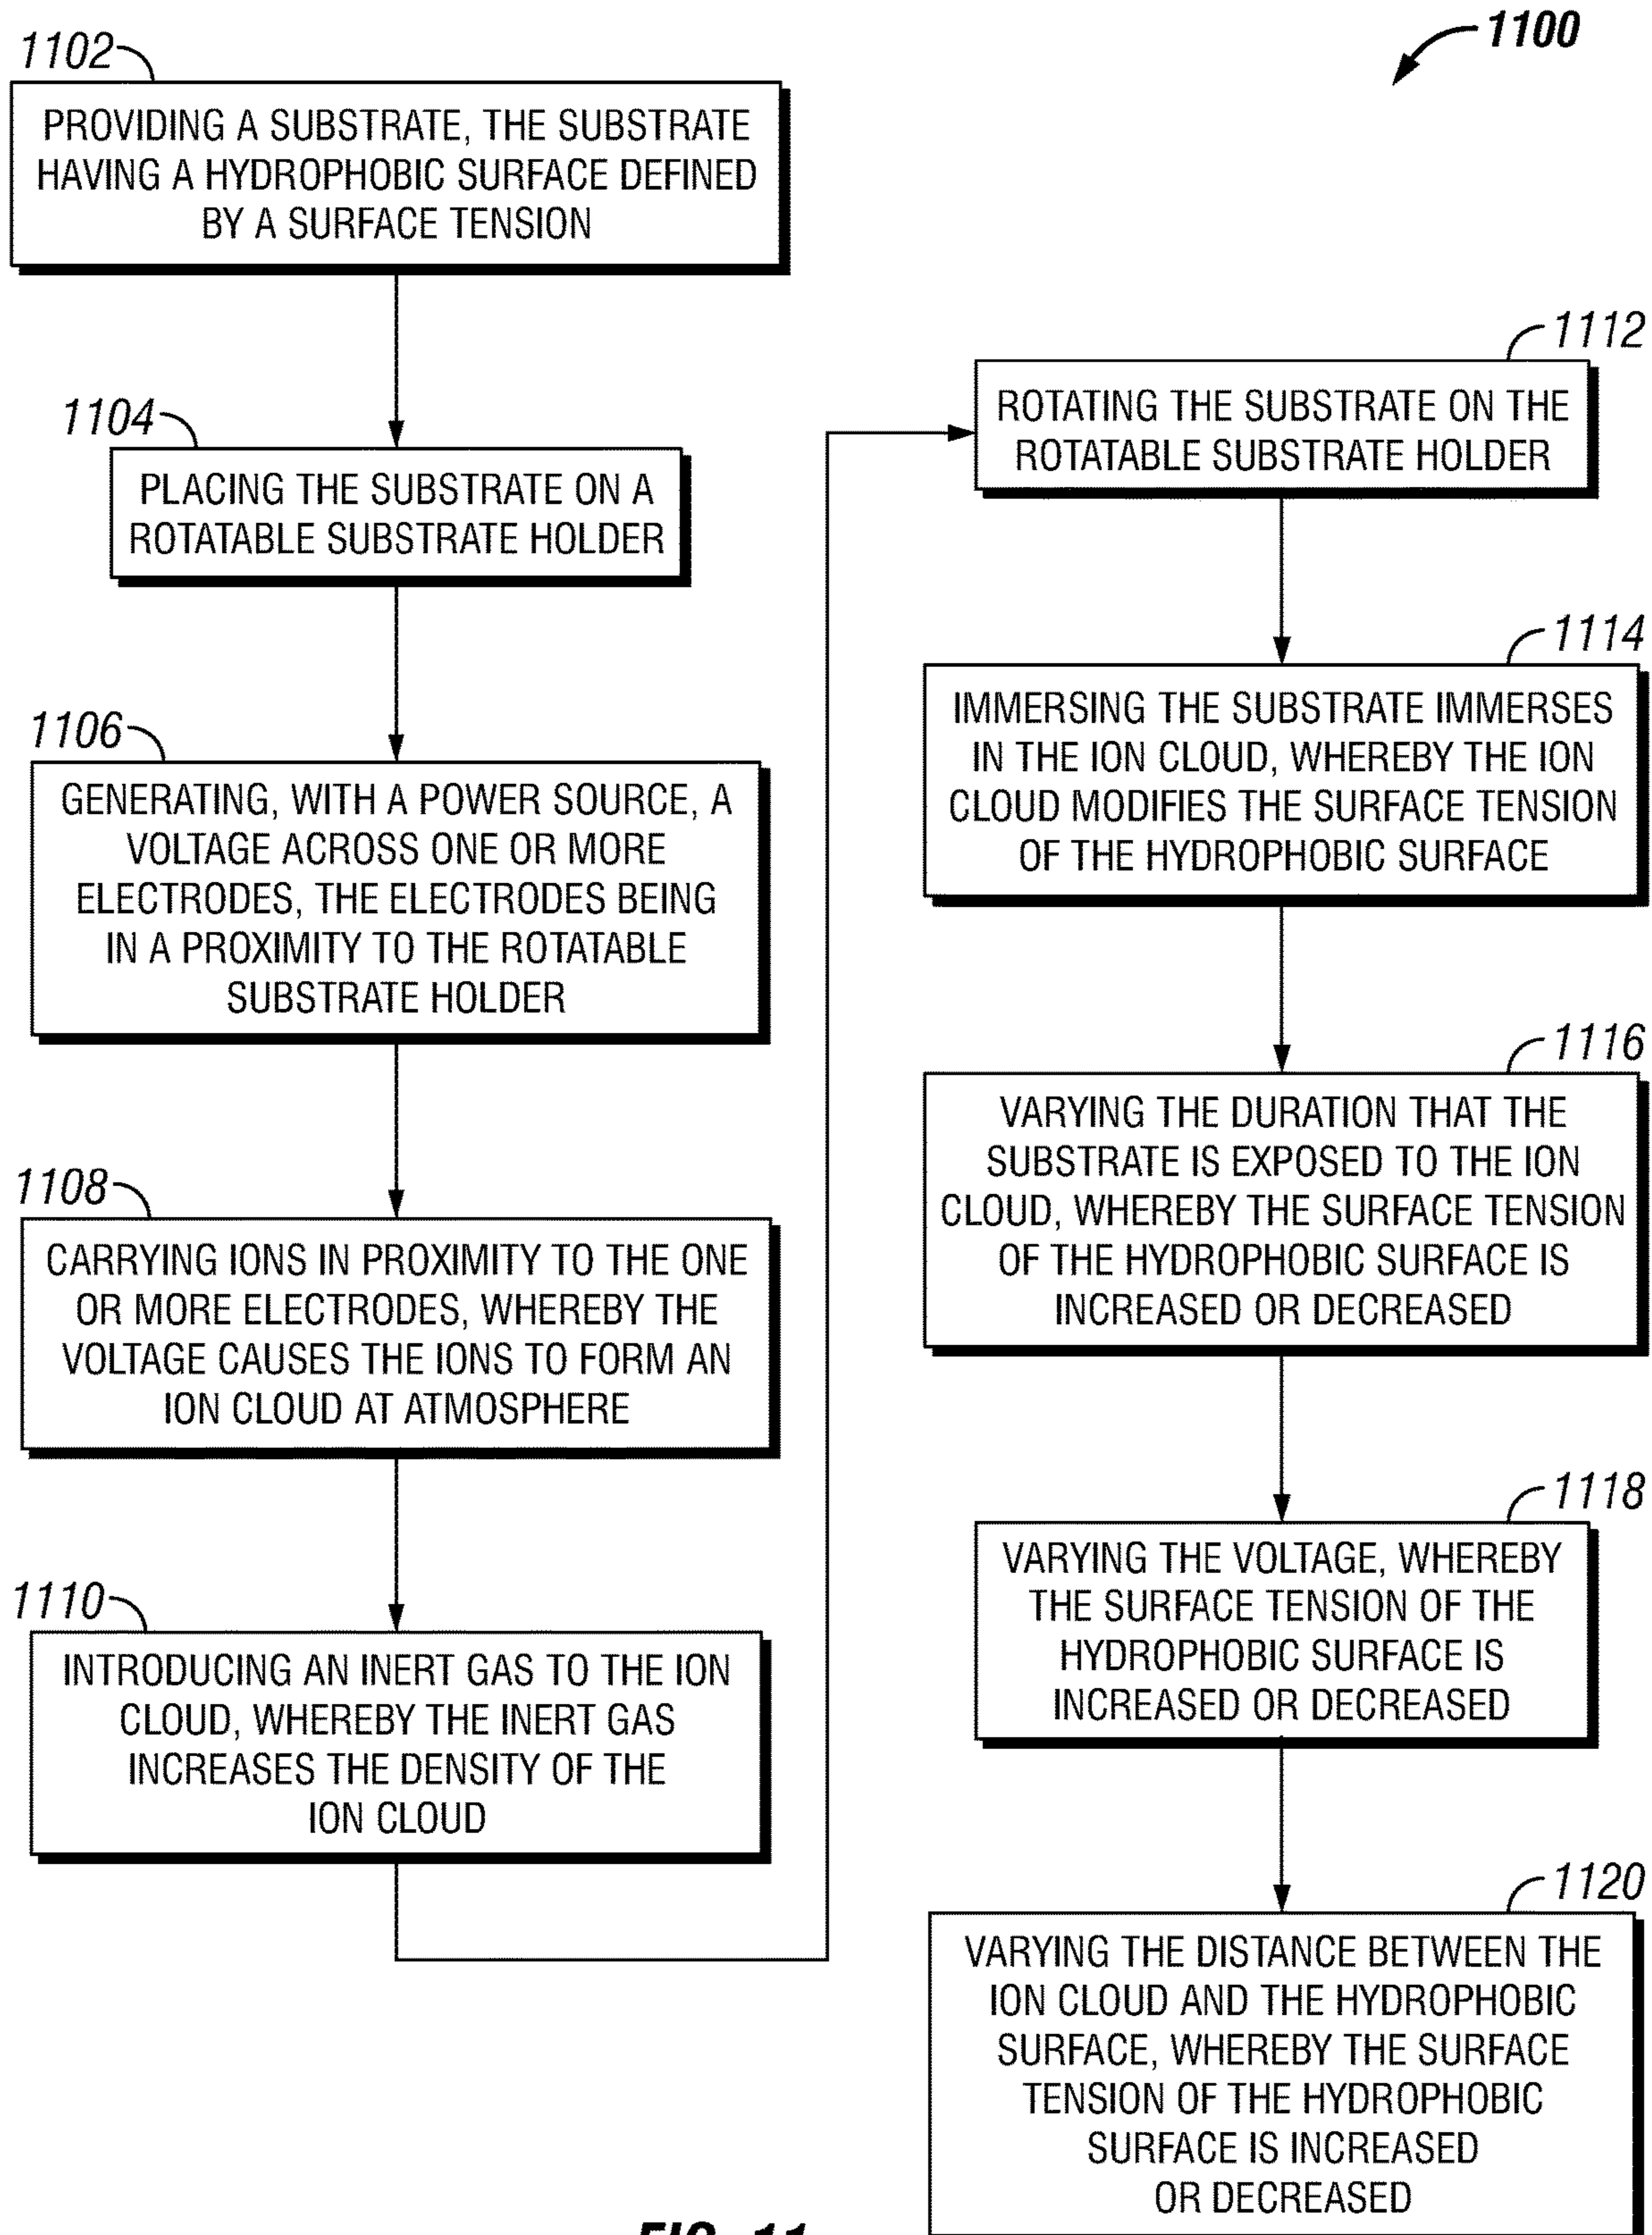 1100
1102
PROVIDING A SUBSTRATE, THE SUBSTRATE
HAVING A HYDROPHOBIC SURFACE DEFINED
BY A SURFACE TENSION
1104
PLACING THE SUBSTRATE ON A
ROTATABLE SUBSTRATE HOLDER
1106
GENERATING, WITH A POWER SOURCE, A
VOLTAGE ACROSS ONE OR MORE
ELECTRODES, THE ELECTRODES BEING
IN A PROXIMITY TO THE ROTATABLE
SUBSTRATE HOLDER
1108
CARRYING IONS IN PROXIMITY TO THE ONE
OR MORE ELECTRODES, WHEREBY THE
VOLTAGE CAUSES THE IONS TO FORM AN
ION CLOUD AT ATMOSPHERE
1110
INTRODUCING AN INERT GAS TO THE ION
CLOUD, WHEREBY THE INERT GAS
INCREASES THE DENSITY OF THE
ION CLOUD
1112
ROTATING THE SUBSTRATE ON THE
ROTATABLE SUBSTRATE HOLDER
1114
IMMERSING THE SUBSTRATE IMMERSES
IN THE ION CLOUD, WHEREBY THE ION
CLOUD MODIFIES THE SURFACE TENSION
OF THE HYDROPHOBIC SURFACE
1116
VARYING THE DURATION THAT THE
SUBSTRATE IS EXPOSED TO THE ION
CLOUD, WHEREBY THE SURFACE TENSION
OF THE HYDROPHOBIC SURFACE IS
INCREASED OR DECREASED
1118
VARYING THE VOLTAGE, WHEREBY
THE SURFACE TENSION OF THE
HYDROPHOBIC SURFACE IS
INCREASED OR DECREASED
1120
VARYING THE DISTANCE BETWEEN THE
ION CLOUD AND THE HYDROPHOBIC
SURFACE, WHEREBY THE SURFACE
TENSION OF THE HYDROPHOBIC
SURFACE IS INCREASED
OR DECREASED
FIG. 11